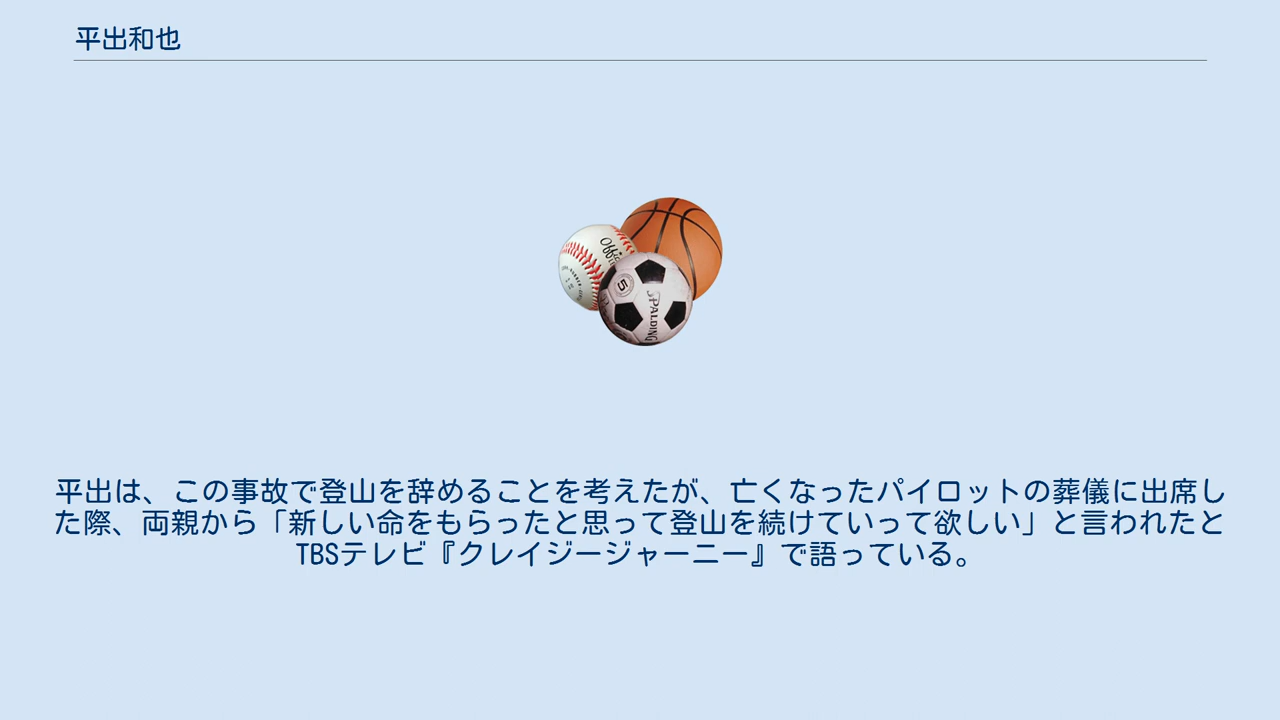 平出和也
Offic
5
SPALDING
平出は、この事故で登山を辞めることを考えたが、亡くなったパイロットの葬儀に出席し
た際、両親から「新しい命をもらったと思って登山を続けていって欲しい」と言われたと
TBSテレビ『クレイジージャーニー』で語っている。